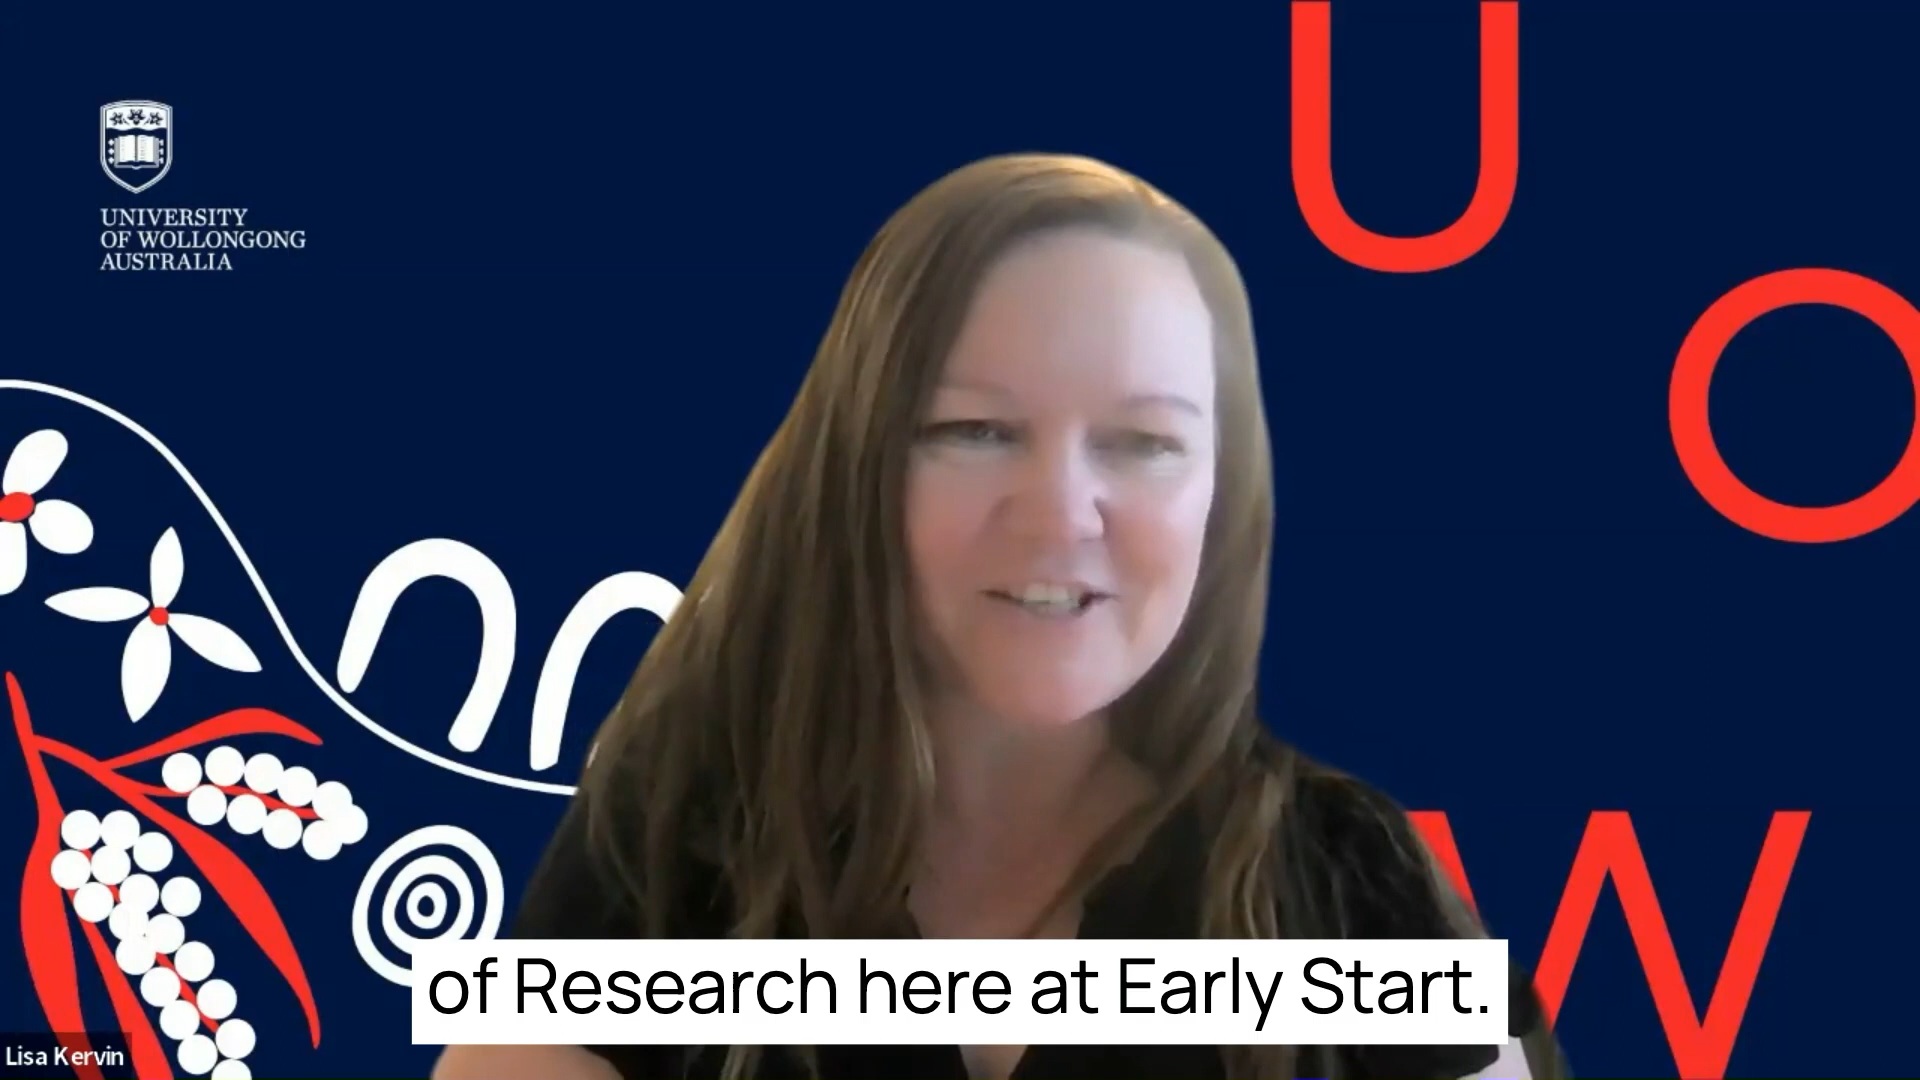 U
UNIVERSITY
OF WOLLONGONG
AUSTRALIA
O
W
of Research here at Early Start.
Lisa Kervin